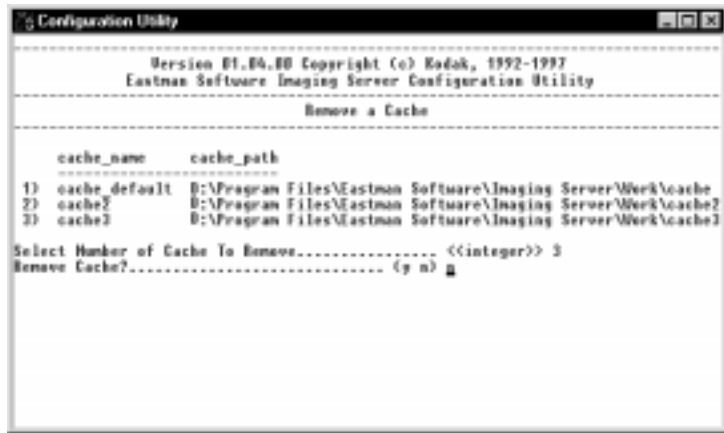 Configuration Utility
Version 01.04.00 Copyright (c) Kodak, 1992-1997
Eastman Software Imaging Server Configuration Utility
Remove a Cache
cache_name cache_path
1) cache_default D:\Program Files\Eastman Software\Imaging Server\Work\cache
2) cache2 D:\Program Files\Eastman Software\Imaging Server\Work\cache2
3) cache3 D:\Program Files\Eastman Software\Imaging Server\Work\cache3
Select Number of Cache To Remove................. <<integer>> 3
Remove Cache?............................... (y n) n